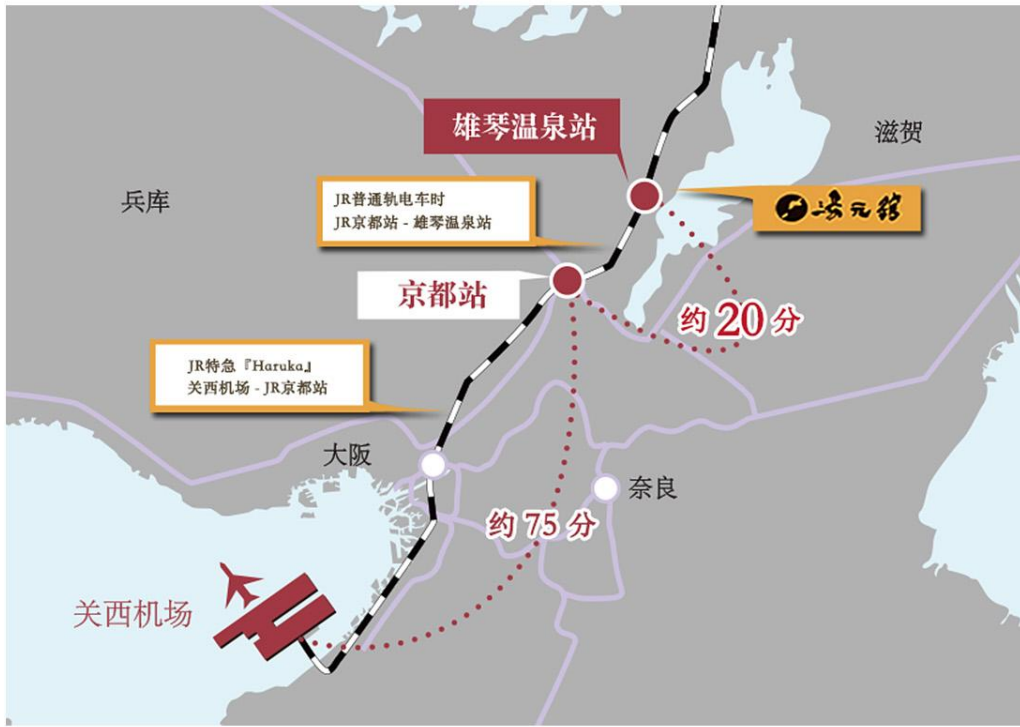 雄琴温泉站
滋贺
兵库
JR普通轨电车时
JR京都站 - 雄琴温泉站
湯元舘
京都站
约 20 分
JR特急『Haruka』
关西机场 - JR京都站
大阪
奈良
约 75 分
关西机场